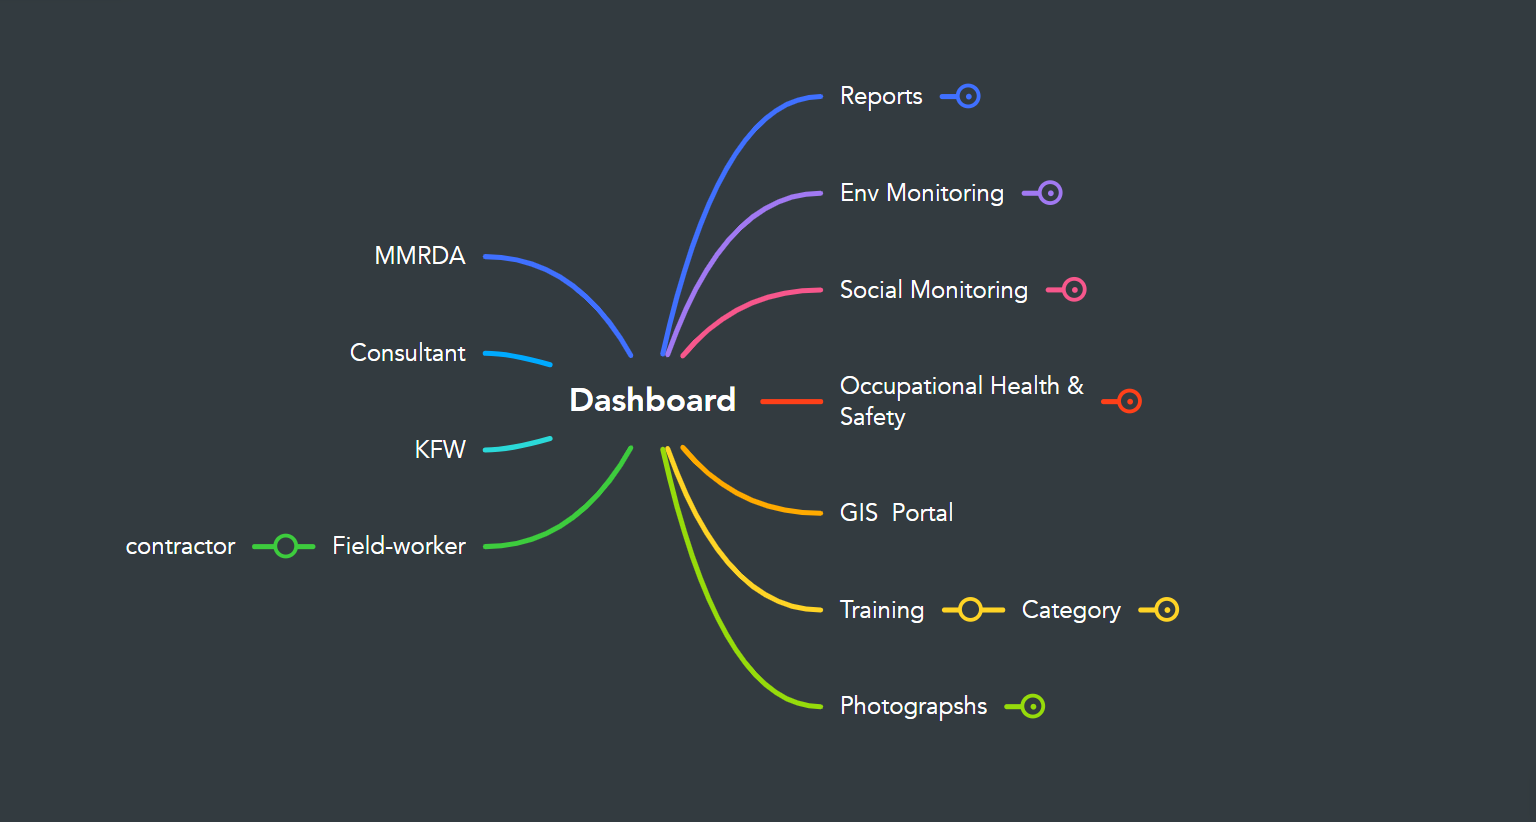 Reports
Env Monitoring
MMRDA
Social Monitoring
Consultant
Dashboard
Occupational Health &
Safety
KFW
GIS  Portal
contractor
Field-worker
Training
Category
Photograpshs